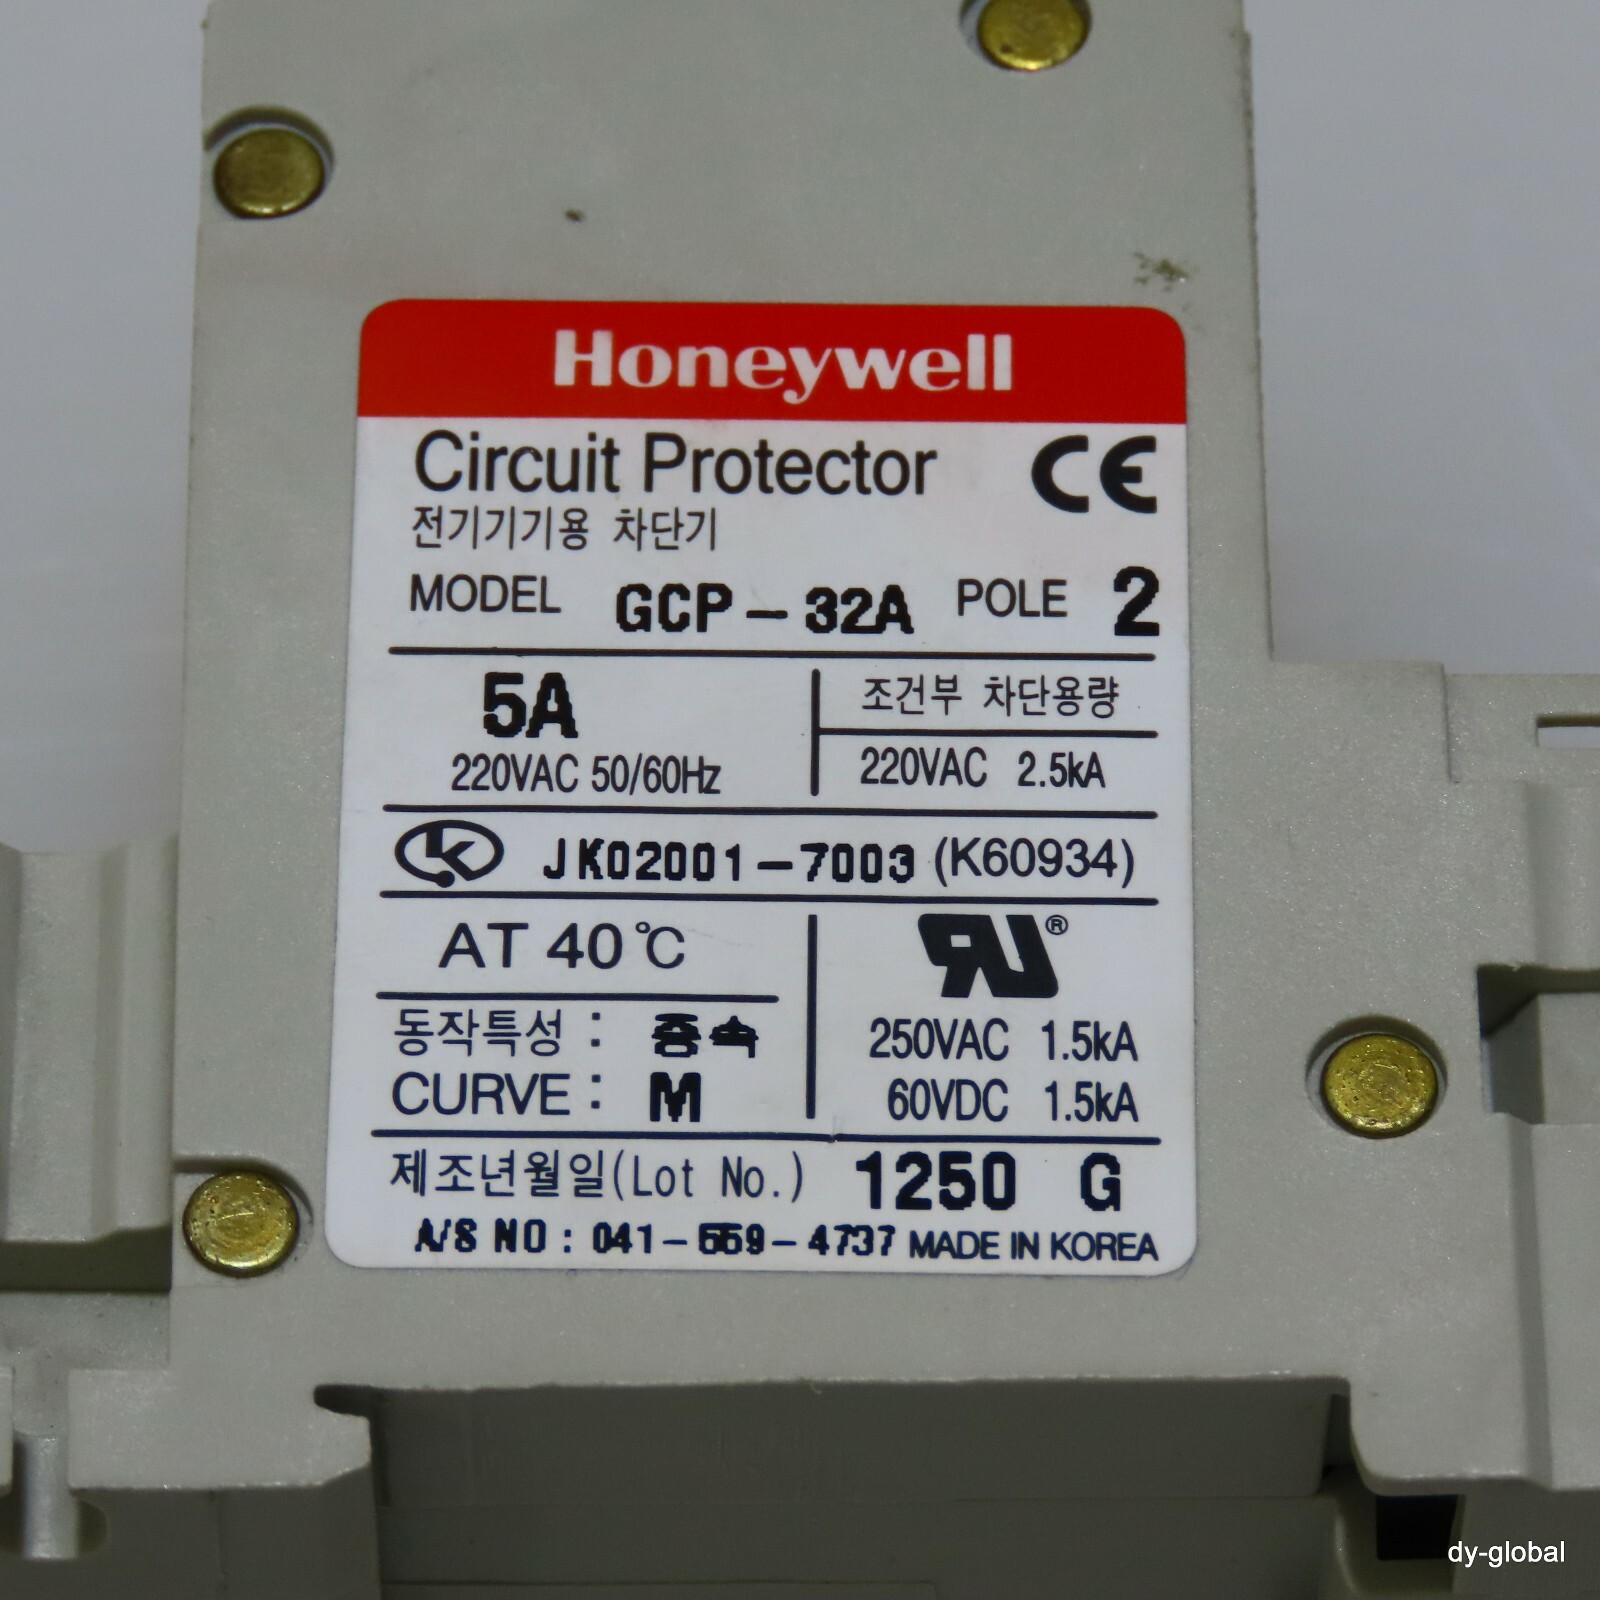 Honeywell
Circuit Protector CE
전기기기용 차단기
MODEL GCP-32A POLE 2
5A
220VAC 50/60Hz
조건부 차단용량
220VAC 2.5kA
JK02001-7003 (K60934)
AT 40℃
동작특성 : 중속
CURVE : M
RU®
250VAC 1.5kA
60VDC 1.5kA
제조년월일(Lot No.) 1250 G
A/S NO : 041-559-4737 MADE IN KOREA
dy-global